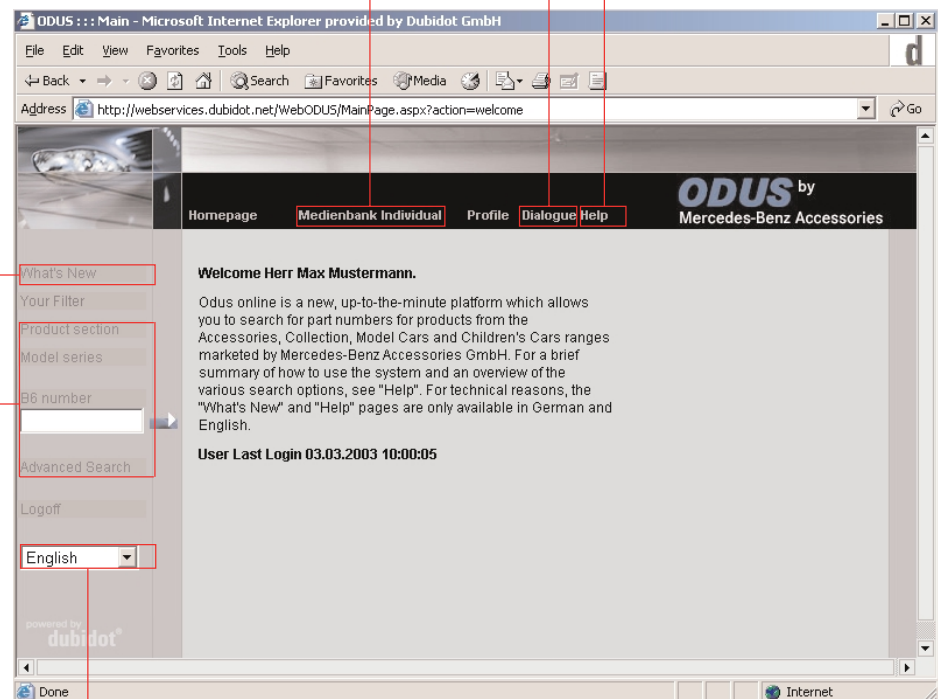 ODUS : : : Main - Microsoft Internet Explorer provided by Dubidot GmbH
File Edit View Favorites Tools Help
Back Search Favorites Media
Address http://webservices.dubidot.net/WebODUS/MainPage.aspx?action=welcome Go
ODUS by
Mercedes-Benz Accessories
Homepage Medienbank Individual Profile Dialogue Help
What's New
Your Filter
Product section
Model series
B6 number
Advanced Search
Logoff
English
powered by
dubidot
Welcome Herr Max Mustermann.
Odus online is a new, up-to-the-minute platform which allows
you to search for part numbers for products from the
Accessories, Collection, Model Cars and Children's Cars ranges
marketed by Mercedes-Benz Accessories GmbH. For a brief
summary of how to use the system and an overview of the
various search options, see "Help". For technical reasons, the
"What's New" and "Help" pages are only available in German and
English.
User Last Login 03.03.2003 10:00:05
Done Internet